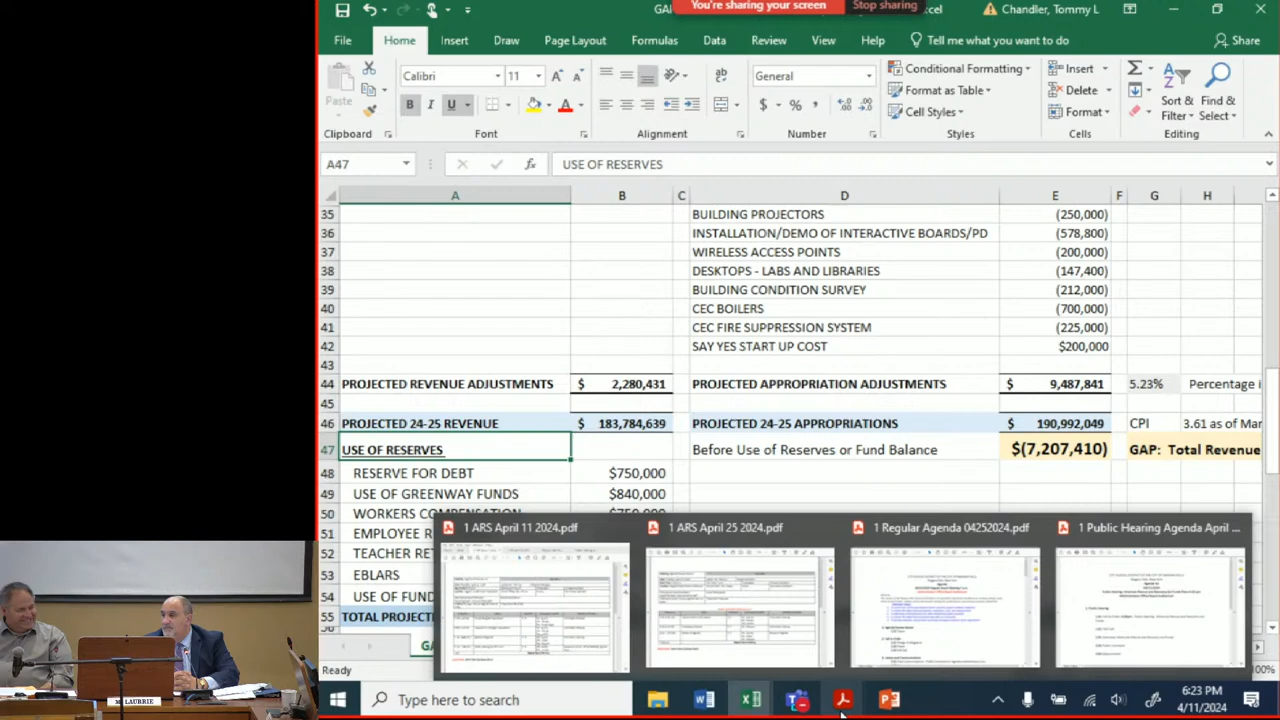 GAI
You're sharing your screen
Stop sharing
cel
Chandler, Tommy L
File Home Insert Draw Page Layout Formulas Data Review View Help Tell me what you want to do Share
Paste
Calibri 11
B I U
General
$ % ,
Conditional Formatting
Format as Table
Cell Styles
Insert
Delete
Format
Sort & Filter
Find & Select
Clipboard Font Alignment Number Styles Cells Editing
A47 fx USE OF RESERVES
A B C D E F G H
35 BUILDING PROJECTORS (250,000)
36 INSTALLATION/DEMO OF INTERACTIVE BOARDS/PD (578,800)
37 WIRELESS ACCESS POINTS (200,000)
38 DESKTOPS - LABS AND LIBRARIES (147,400)
39 BUILDING CONDITION SURVEY (212,000)
40 CEC BOILERS (700,000)
41 CEC FIRE SUPPRESSION SYSTEM (225,000)
42 SAY YES START UP COST $200,000
43
44 PROJECTED REVENUE ADJUSTMENTS $ 2,280,431 PROJECTED APPROPRIATION ADJUSTMENTS $ 9,487,841 5.23% Percentage i
45
46 PROJECTED 24-25 REVENUE $ 183,784,639 PROJECTED 24-25 APPROPRIATIONS $ 190,992,049 CPI 3.61 as of Mar
47 USE OF RESERVES Before Use of Reserves or Fund Balance $(7,207,410) GAP: Total Revenue
48 RESERVE FOR DEBT $750,000
49 USE OF GREENWAY FUNDS $840,000
50 WORKERS COMPENSATION $750,000
51 EMPLOYEE R
52 TEACHER RET
53 EBLARS
54 USE OF FUND
55 TOTAL PROJECT
1 ARS April 11 2024.pdf
1 ARS April 25 2024.pdf
1 Regular Agenda 04252024.pdf
1 Public Hearing Agenda April ...
GA
Ready
100%
Type here to search
6:23 PM
4/11/2024
M. LAURRIE